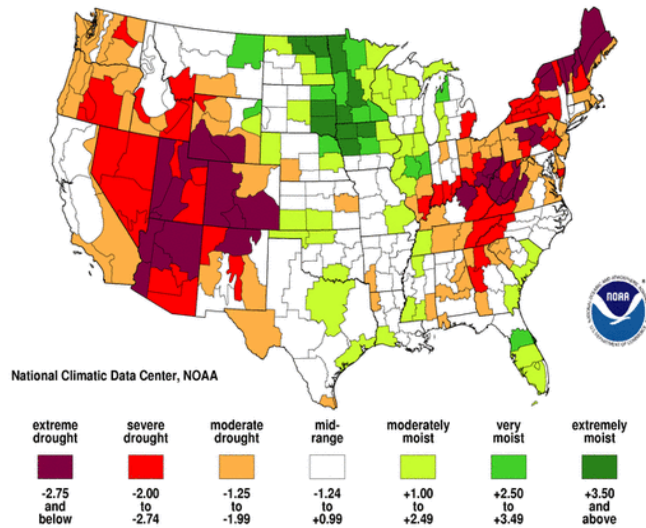 NOAA
National Climatic Data Center, NOAA
extreme drought
severe drought
moderate drought
mid-range
moderately moist
very moist
extremely moist
-2.75 and below
-2.00 to -2.74
-1.25 to -1.99
-1.24 to +0.99
+1.00 to +2.49
+2.50 to +3.49
+3.50 and above